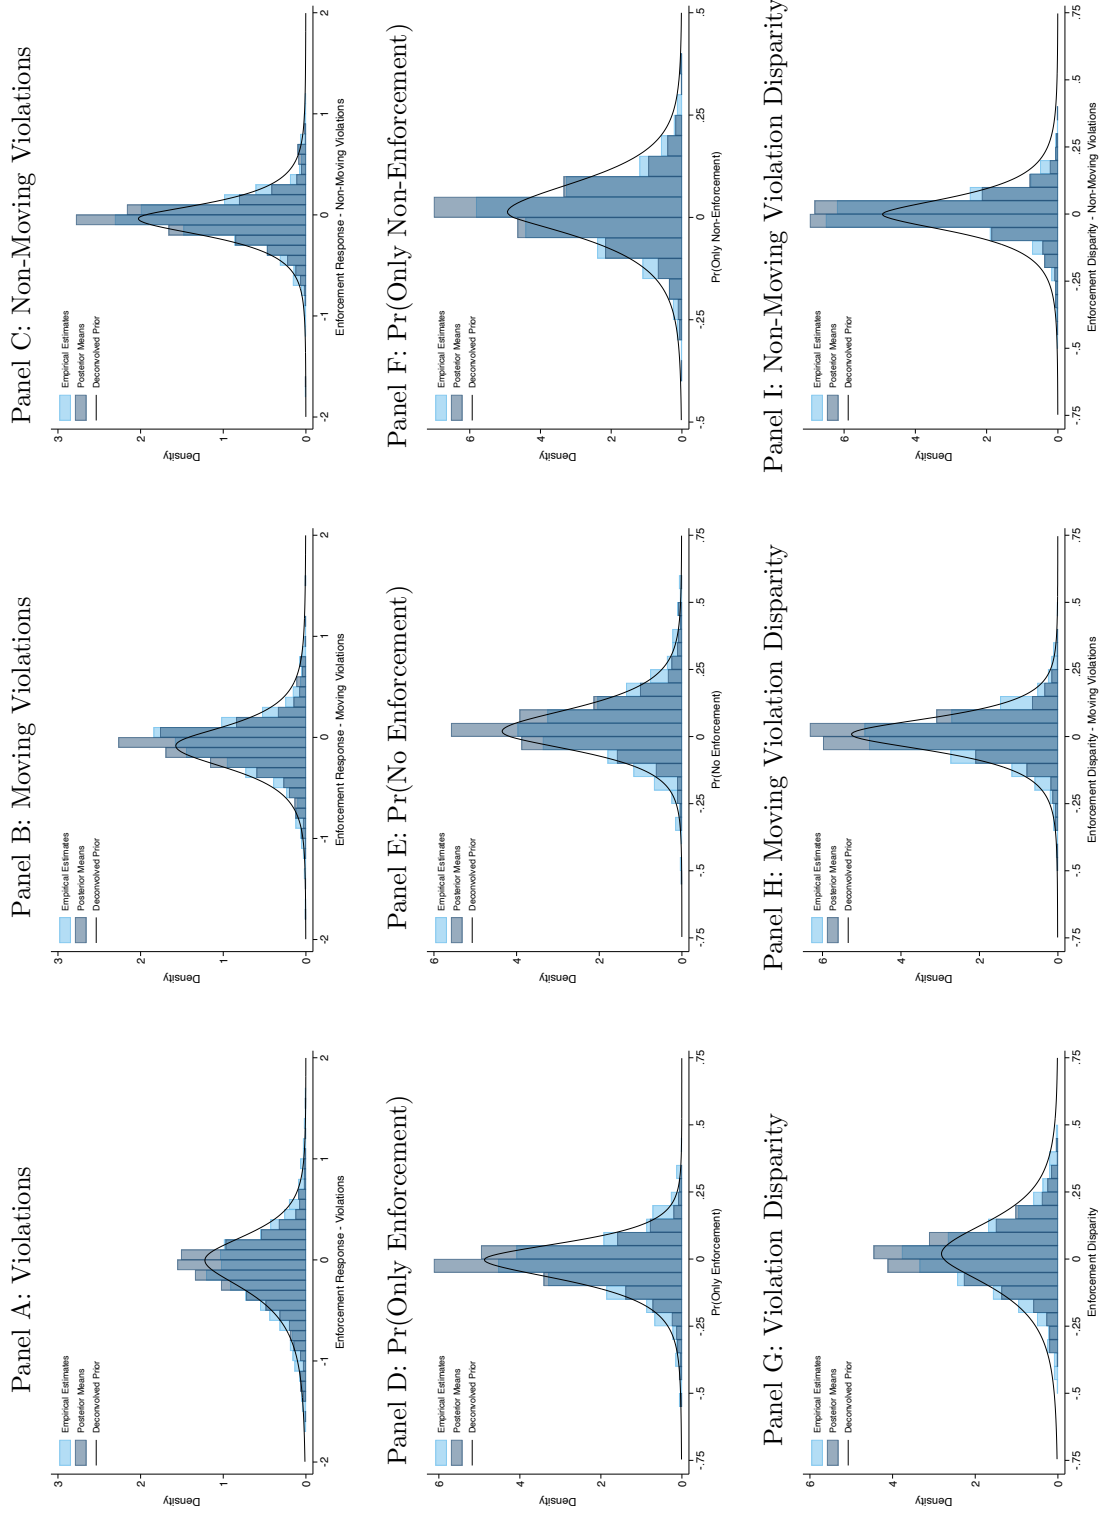 Panel A: Violations
Empirical Estimates
Posterior Means
Deconvolved Prior
3
2
1
0
Density
-2 -1 0 1 2
Enforcement Response - Violations
Panel B: Moving Violations
Empirical Estimates
Posterior Means
Deconvolved Prior
3
2
1
0
Density
-2 -1 0 1 2
Enforcement Response - Moving Violations
Panel C: Non-Moving Violations
Empirical Estimates
Posterior Means
Deconvolved Prior
3
2
1
0
Density
-2 -1 0 1 2
Enforcement Response - Non-Moving Violations
Panel D: Pr(Only Enforcement)
Empirical Estimates
Posterior Means
Deconvolved Prior
6
4
2
0
Density
-.75 -.5 -.25 0 .25 .5 .75
Pr(Only Enforcement)
Panel E: Pr(No Enforcement)
Empirical Estimates
Posterior Means
Deconvolved Prior
6
4
2
0
Density
-.75 -.5 -.25 0 .25 .5 .75
Pr(No Enforcement)
Panel F: Pr(Only Non-Enforcement)
Empirical Estimates
Posterior Means
Deconvolved Prior
6
4
2
0
Density
-.5 -.25 0 .25 .5
Pr(Only Non-Enforcement)
Panel G: Violation Disparity
Empirical Estimates
Posterior Means
Deconvolved Prior
6
4
2
0
Density
-.75 -.5 -.25 0 .25 .5 .75
Enforcement Disparity
Panel H: Moving Violation Disparity
Empirical Estimates
Posterior Means
Deconvolved Prior
6
4
2
0
Density
-.75 -.5 -.25 0 .25 .5 .75
Enforcement Disparity - Moving Violations
Panel I: Non-Moving Violation Disparity
Empirical Estimates
Posterior Means
Deconvolved Prior
6
4
2
0
Density
-.75 -.5 -.25 0 .25 .5 .75
Enforcement Disparity - Non-Moving Violations